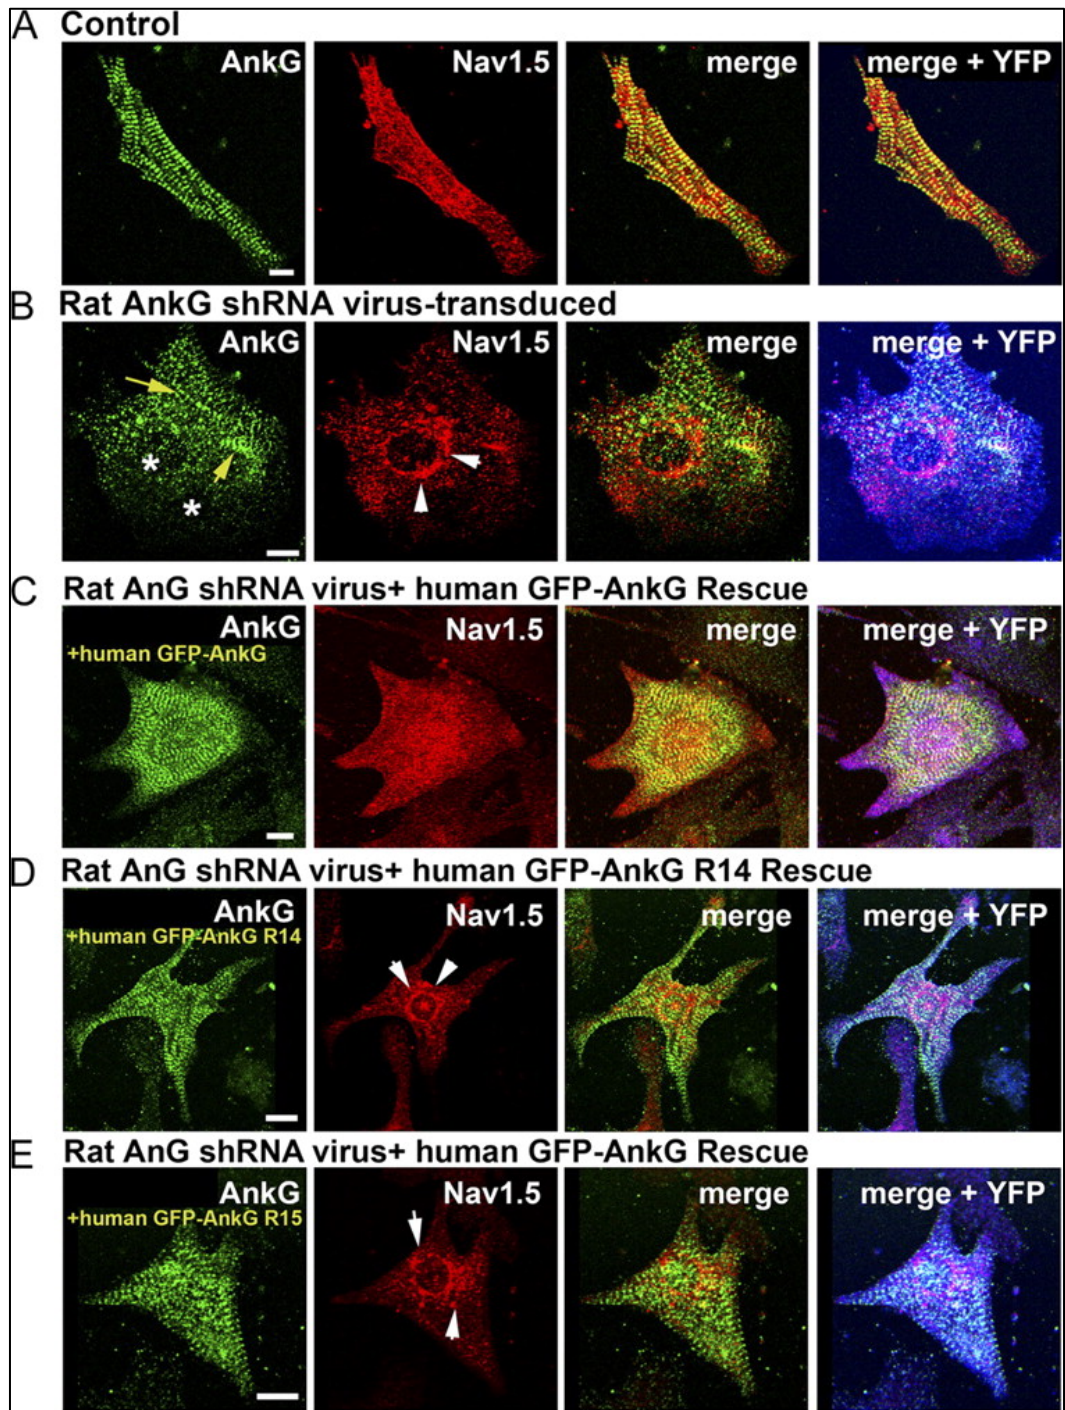 A Control
AnkG Nav1.5 merge merge + YFP
B Rat AnkG shRNA virus-transduced
AnkG Nav1.5 merge merge + YFP
*
*
C Rat AnG shRNA virus+ human GFP-AnkG Rescue
AnkG Nav1.5 merge merge + YFP
+human GFP-AnkG
D Rat AnG shRNA virus+ human GFP-AnkG R14 Rescue
AnkG Nav1.5 merge merge + YFP
+human GFP-AnkG R14
E Rat AnG shRNA virus+ human GFP-AnkG Rescue
AnkG Nav1.5 merge merge + YFP
+human GFP-AnkG R15